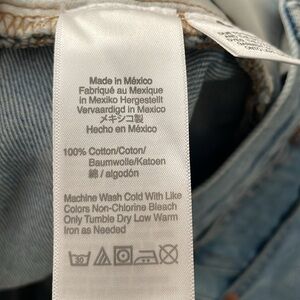 Made in México
Fabriqué au Mexique
in Mexiko Hergestellt
Vervaardigd in Mexico
メキシコ製
Hecho en México
100% Cotton/Coton/
Baumwolle/Katoen
綿 / algodón
Machine Wash Cold With Like
Colors Non-Chlorine Bleach
Only Tumble Dry Low Warm
Iron as Needed
30